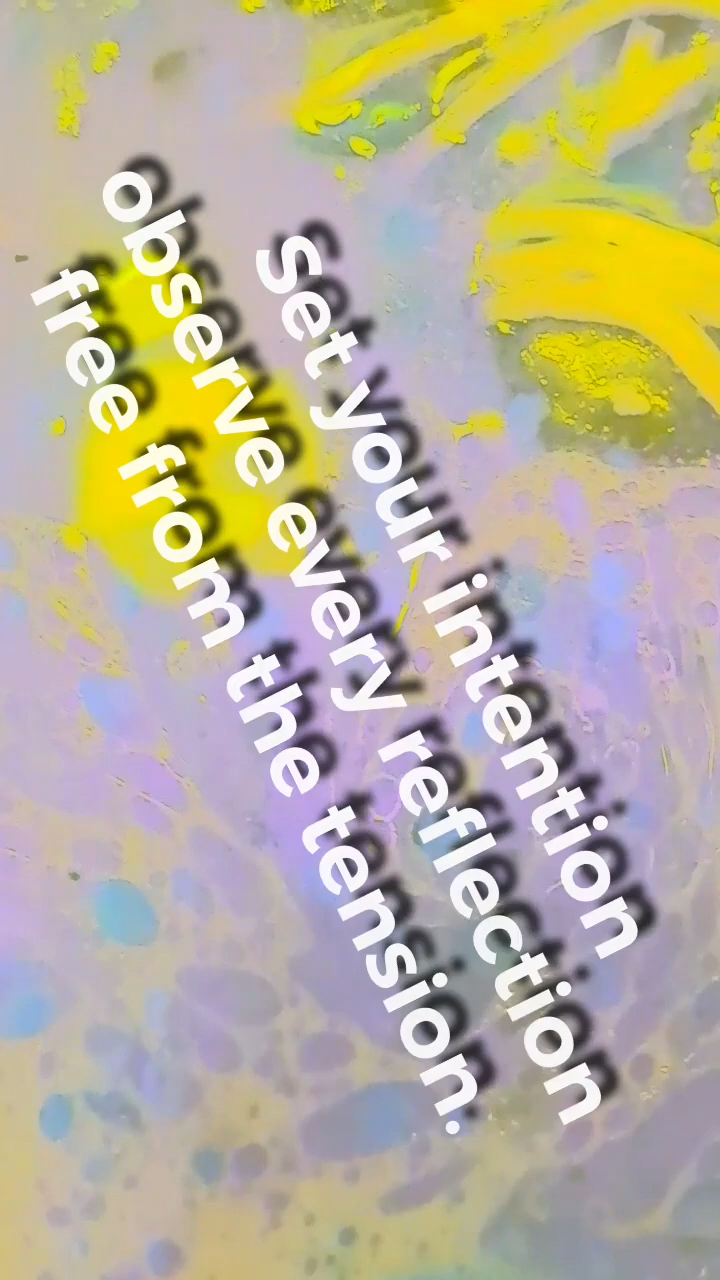 Set your intention
observe every reflection
free from the tension.